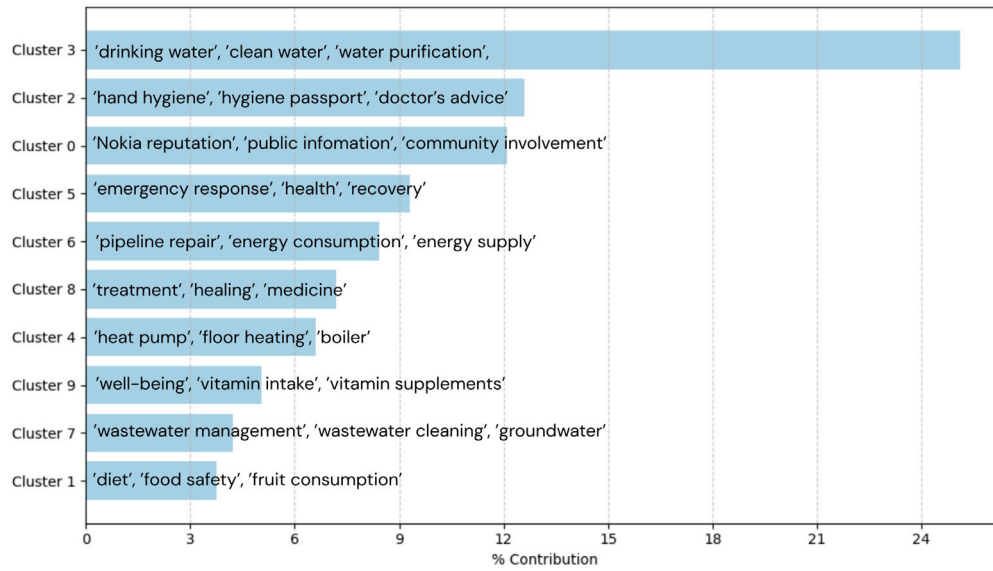 Cluster 3 ’drinking water’, ’clean water’, ’water purification’,
Cluster 2 ’hand hygiene’, ’hygiene passport’, ’doctor’s advice’
Cluster 0 ’Nokia reputation’, ’public infomation’, ’community involvement’
Cluster 5 ’emergency response’, ’health’, ’recovery’
Cluster 6 ’pipeline repair’, ’energy consumption’, ’energy supply’
Cluster 8 ’treatment’, ’healing’, ’medicine’
Cluster 4 ’heat pump’, ’floor heating’, ’boiler’
Cluster 9 ’well-being’, ’vitamin intake’, ’vitamin supplements’
Cluster 7 ’wastewater management’, ’wastewater cleaning’, ’groundwater’
Cluster 1 ’diet’, ’food safety’, ’fruit consumption’
0 3 6 9 12 15 18 21 24
% Contribution